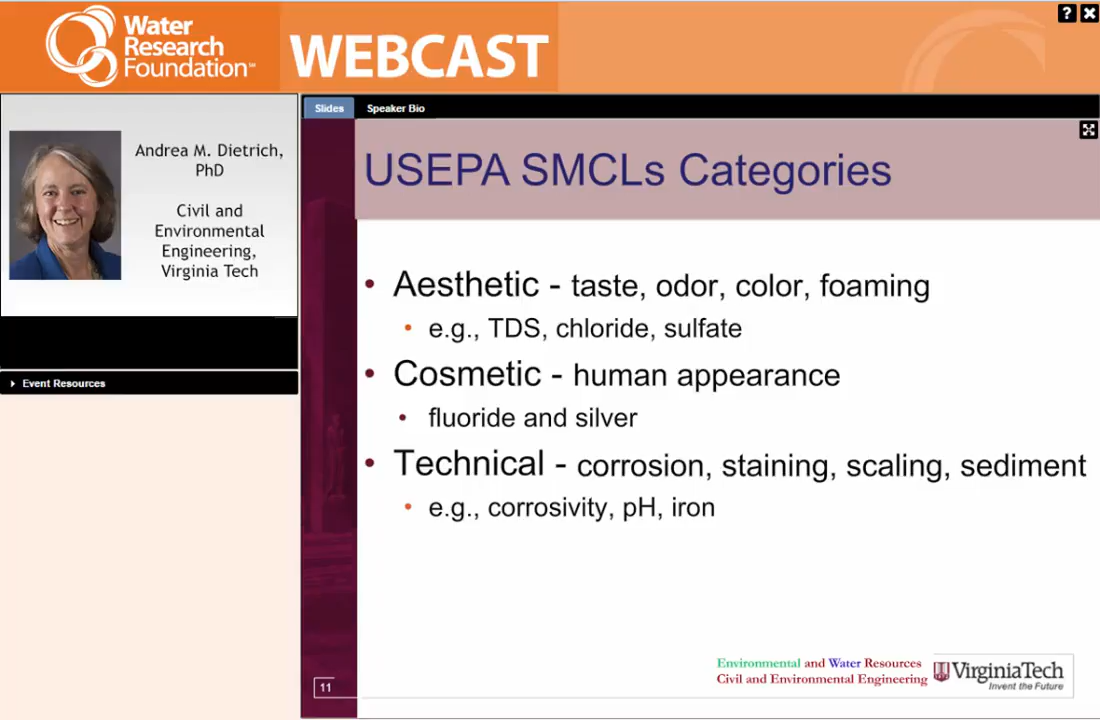 Water
Research
Foundation℠
WEBCAST
?
Andrea M. Dietrich,
PhD
Civil and
Environmental
Engineering,
Virginia Tech
Event Resources
Slides
Speaker Bio
USEPA SMCLs Categories
• Aesthetic - taste, odor, color, foaming
• e.g., TDS, chloride, sulfate
• Cosmetic - human appearance
• fluoride and silver
• Technical - corrosion, staining, scaling, sediment
• e.g., corrosivity, pH, iron
11
Environmental and Water Resources
Civil and Environmental Engineering
VirginiaTech
Invent the Future